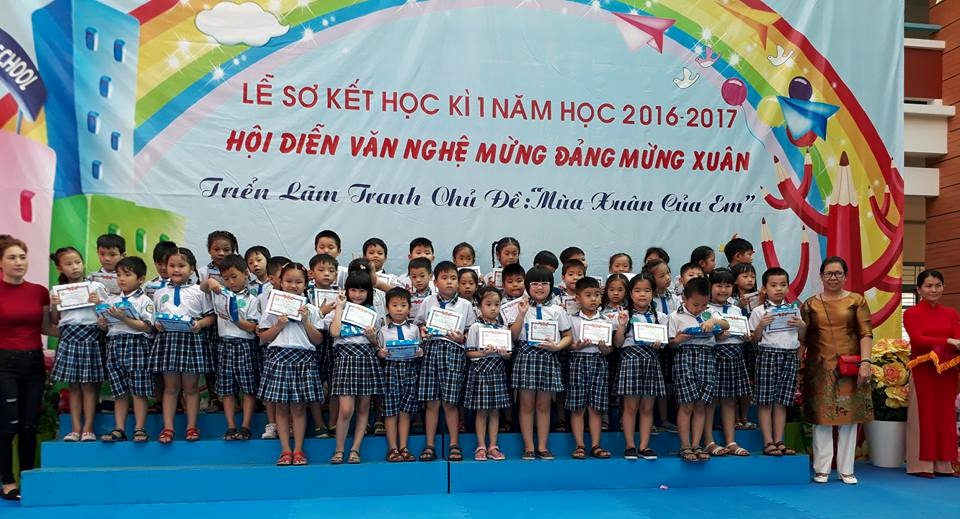 SCHOOL
LỄ SƠ KẾT HỌC KÌ 1 NĂM HỌC 2016-2017
HỘI DIỄN VĂN NGHỆ MỪNG ĐẢNG MỪNG XUÂN
Triển Lãm Tranh Chủ Đề: "Mùa Xuân Của Em"